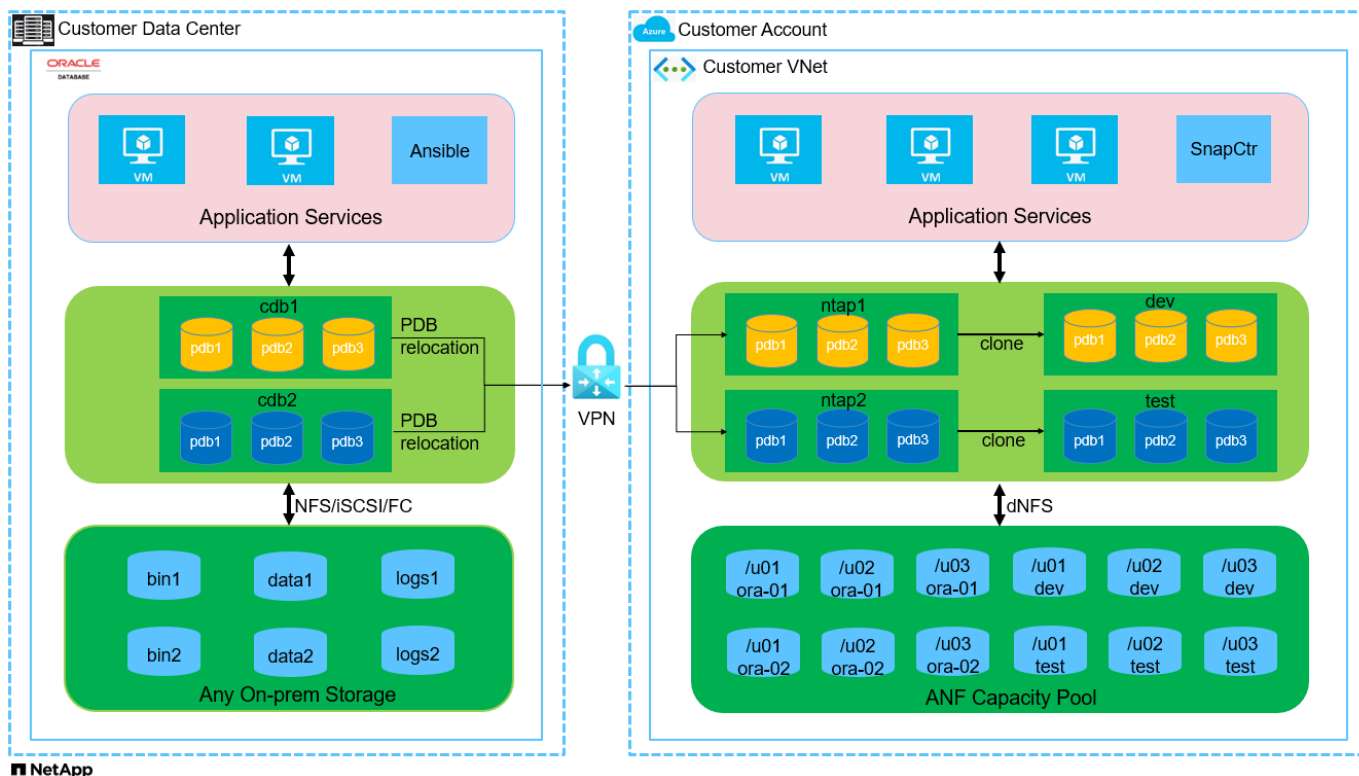 Customer Data Center
ORACLE
DATABASE
VM
VM
Ansible
Application Services
cdb1
pdb1
pdb2
pdb3
PDB
relocation
cdb2
pdb1
pdb2
pdb3
PDB
relocation
NFS/iSCSI/FC
bin1
data1
logs1
bin2
data2
logs2
Any On-prem Storage
VPN
Azure
Customer Account
Customer VNet
VM
VM
VM
SnapCtr
Application Services
ntap1
pdb1
pdb2
pdb3
clone
dev
pdb1
pdb2
pdb3
ntap2
pdb1
pdb2
pdb3
clone
test
pdb1
pdb2
pdb3
dNFS
/u01
ora-01
/u02
ora-01
/u03
ora-01
/u01
dev
/u02
dev
/u03
dev
/u01
ora-02
/u02
ora-02
/u03
ora-02
/u01
test
/u02
test
/u03
test
ANF Capacity Pool
NetApp